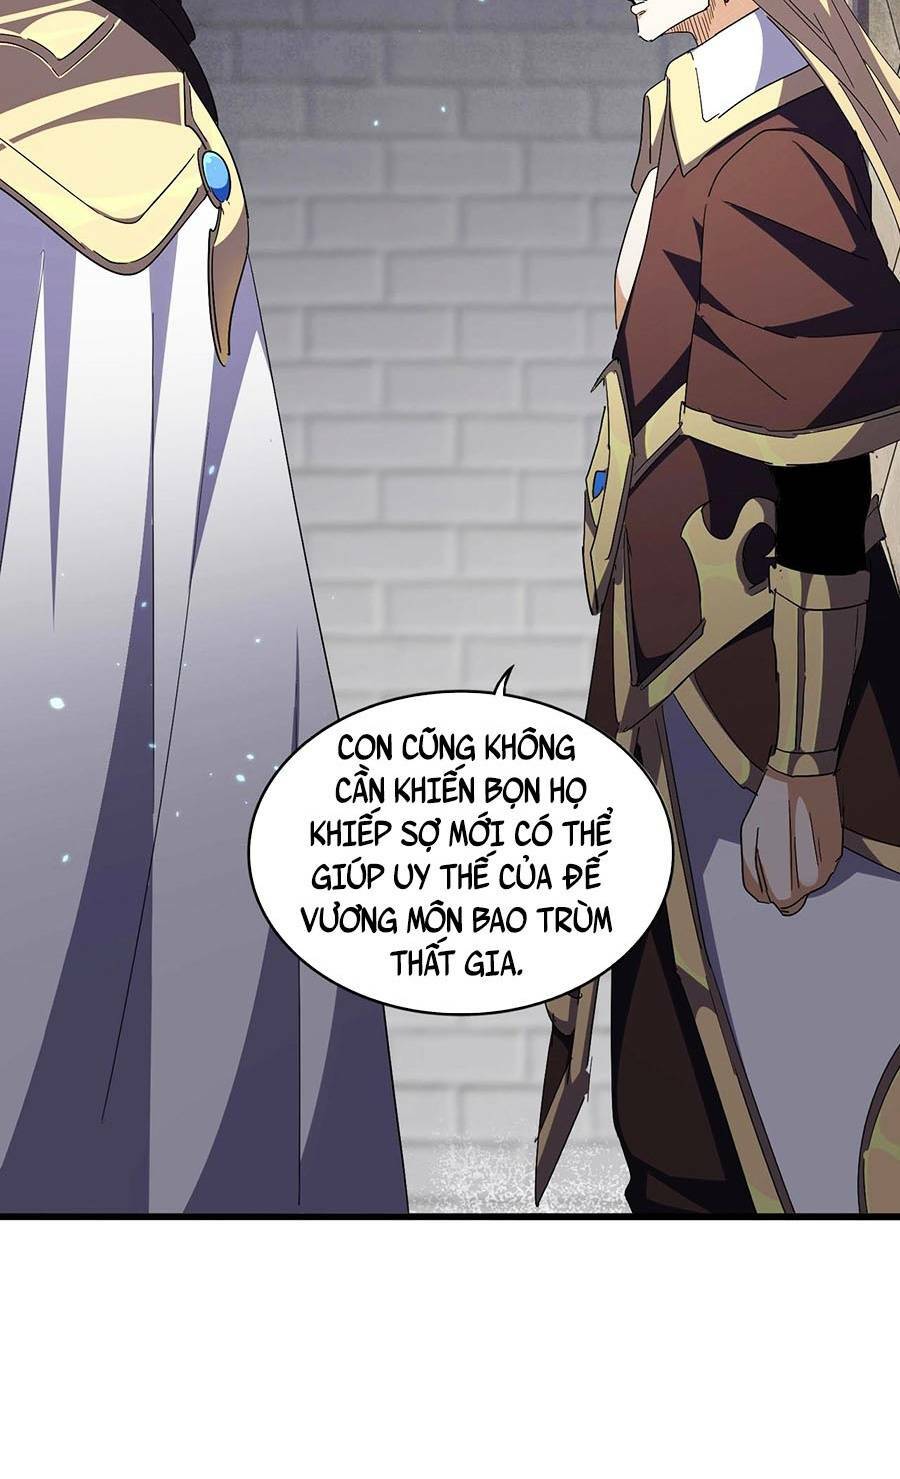 CON CŨNG KHÔNG
CẦN KHIẾN BỌN HỌ
KHIẾP SỢ MỚI CÓ THỂ
GIÚP UY THẾ CỦA ĐẾ
VƯƠNG MÔN BAO TRÙM
THẤT GIA.